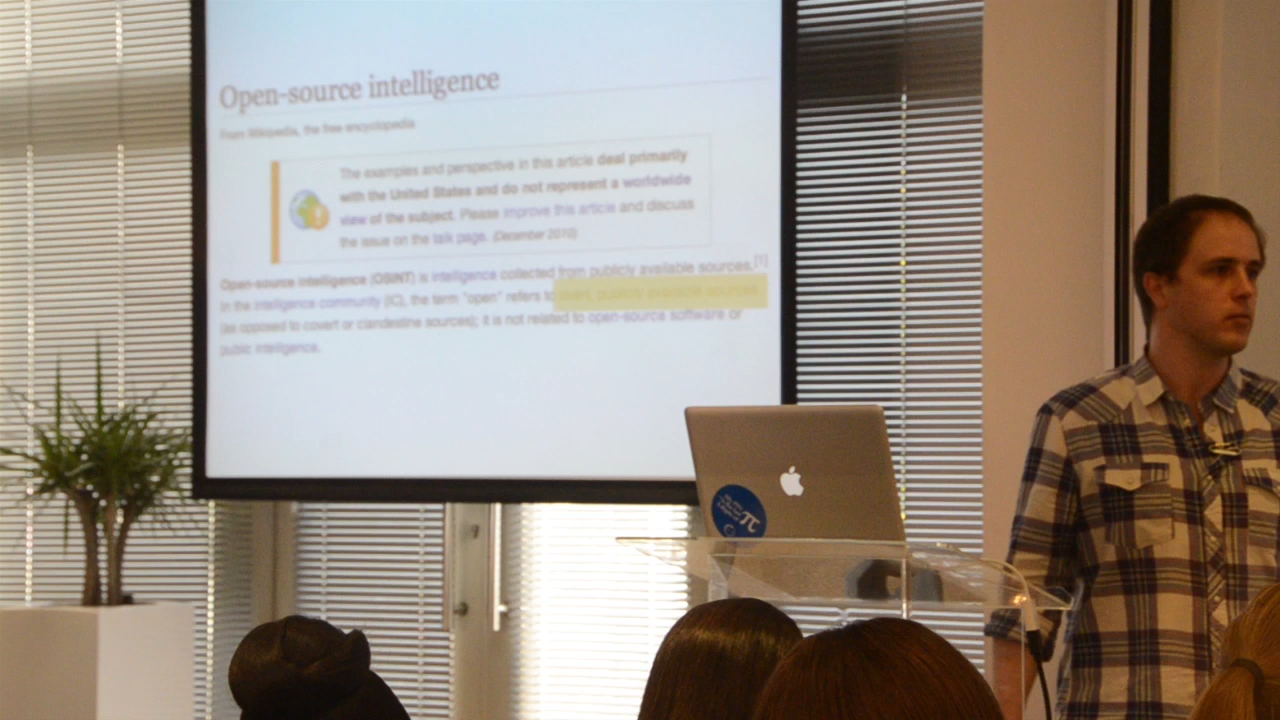 Open-source intelligence
From Wikipedia, the free encyclopedia
The examples and perspective in this article deal primarily
with the United States and do not represent a worldwide
view of the subject. Please improve this article and discuss
the issue on the talk page. (December 2010)
Open-source intelligence (OSINT) is intelligence collected from publicly available sources.[1]
In the intelligence community (IC), the term "open" refers to overt, publicly available sources
(as opposed to covert or clandestine sources); it is not related to open-source software or
public intelligence.
π